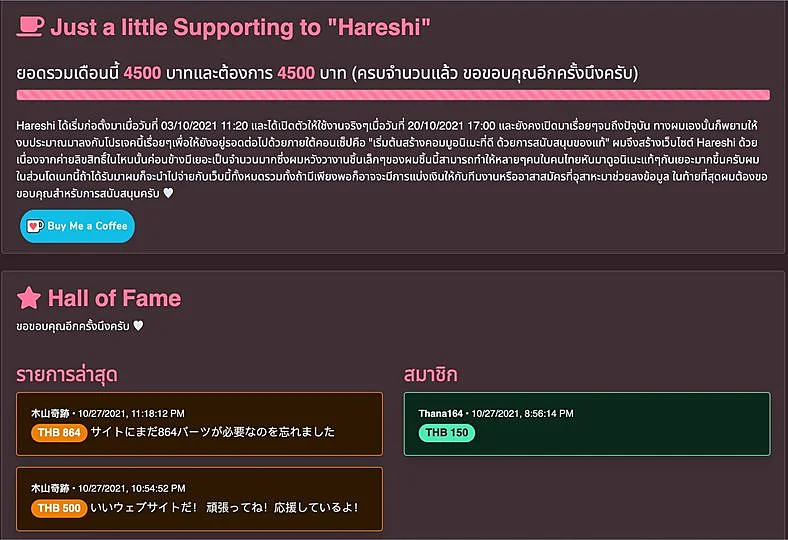 Just a little Supporting to "Hareshi"
ยอดรวมเดือนนี้ 4500 บาทและต้องการ 4500 บาท (ครบจำนวนแล้ว ขอขอบคุณอีกครั้งนึงครับ)
Hareshi ได้เริ่มก่อตั้งมาเมื่อวันที่ 03/10/2021 11:20 และได้เปิดตัวให้ใช้งานจริงๆเมื่อวันที่ 20/10/2021 17:00 และยังคงเปิดมาเรื่อยๆจนถึงปัจุบัน ทางผมเองนั้นก็พยามให้
งบประมาณมาลงกับโปรเจคนี้เรื่อยๆเพื่อให้ยังอยู่รอดต่อไปด้วยภายใต้คอนเซ็ปคือ "เริ่มต้นสร้างคอมมูอนิเมะที่ดี ด้วยการสนับสนุนของแท้" ผมจึงสร้างเว็บไซต์ Hareshi ด้วย
เนื่องจากค่ายลิขสิทธิ์ในไหนนั้นค่อนข้างมีเยอะเป็นจำนวนมากซึ่งผมหวังว่างานชิ้นเล็กๆของผมชิ้นนี้สามารถทำให้หลายๆคนในคนไทยหันมาดูอนิเมะแท้ๆกันเยอะมากขึ้นครับผม
ในส่วนโดเนทนี้ถ้าได้รับมาผมก็จะนำไปจ่ายกับเว็บนี้ทั้งหมดรวมทั้งถ้ามีเพียงพอก็อาจจะมีการแบ่งเงินให้กับทีมงานหรืออาสาสมัครที่อุสาหะมาช่วยลงข้อมูล ในท้ายที่สุดผมต้องขอ
ขอบคุณสำหรับการสนับสนุนครับ 🤍
Buy Me a Coffee
Hall of Fame
ขอขอบคุณอีกครั้งนึงครับ 🤍
รายการล่าสุด
สมาชิก
木山奇跡 • 10/27/2021, 11:18:12 PM
THB 864 サイトにまだ864バーツが必要なのを忘れました
Thana164 • 10/27/2021, 8:56:14 PM
THB 150
木山奇跡 • 10/27/2021, 10:54:52 PM
THB 500 いいウェブサイトだ! 頑張ってね! 応援しているよ!